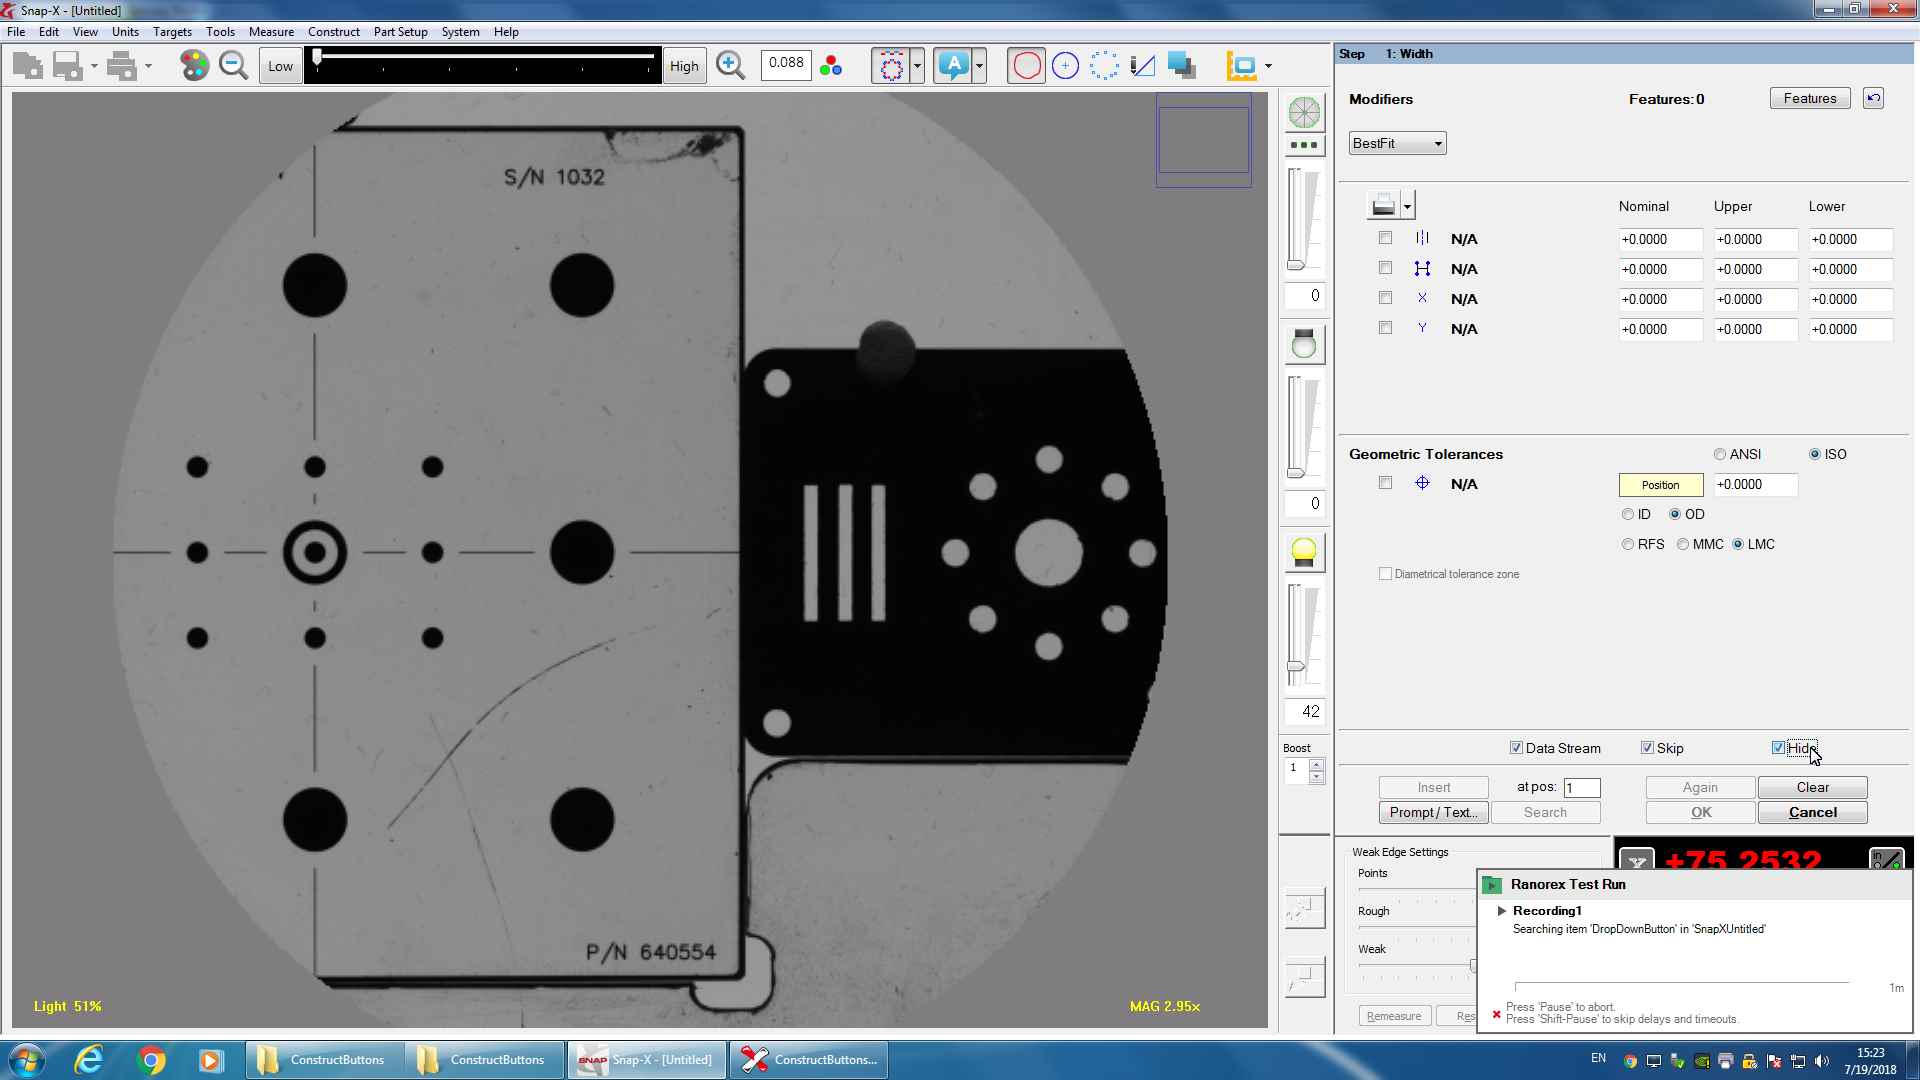 Snap-X - [Untitled]
File Edit View Units Targets Tools Measure Construct Part Setup System Help
Low High 0.088
A
S/N 1032
P/N 640554
Light 51%
MAG 2.95x
0
0
42
Boost
1
Step 1: Width
Modifiers Features: 0 Features
BestFit
Nominal Upper Lower
N/A +0.0000 +0.0000 +0.0000
N/A +0.0000 +0.0000 +0.0000
X N/A +0.0000 +0.0000 +0.0000
Y N/A +0.0000 +0.0000 +0.0000
Geometric Tolerances ANSI ISO
N/A Position +0.0000
ID OD
RFS MMC LMC
Diametrical tolerance zone
Data Stream Skip Hide
Insert at pos: 1 Again Clear
Prompt / Text... Search OK Cancel
Weak Edge Settings
Points
Rough
Weak
Remeasure Res
X +75.2532 in
Ranorex Test Run
Recording1
Searching item 'DropDownButton' in 'SnapXUntitled'
1m
Press 'Pause' to abort.
Press 'Shift-Pause' to skip delays and timeouts.
ConstructButtons ConstructButtons SNAP Snap-X - [Untitled] ConstructButtons...
EN
15:23
7/19/2018